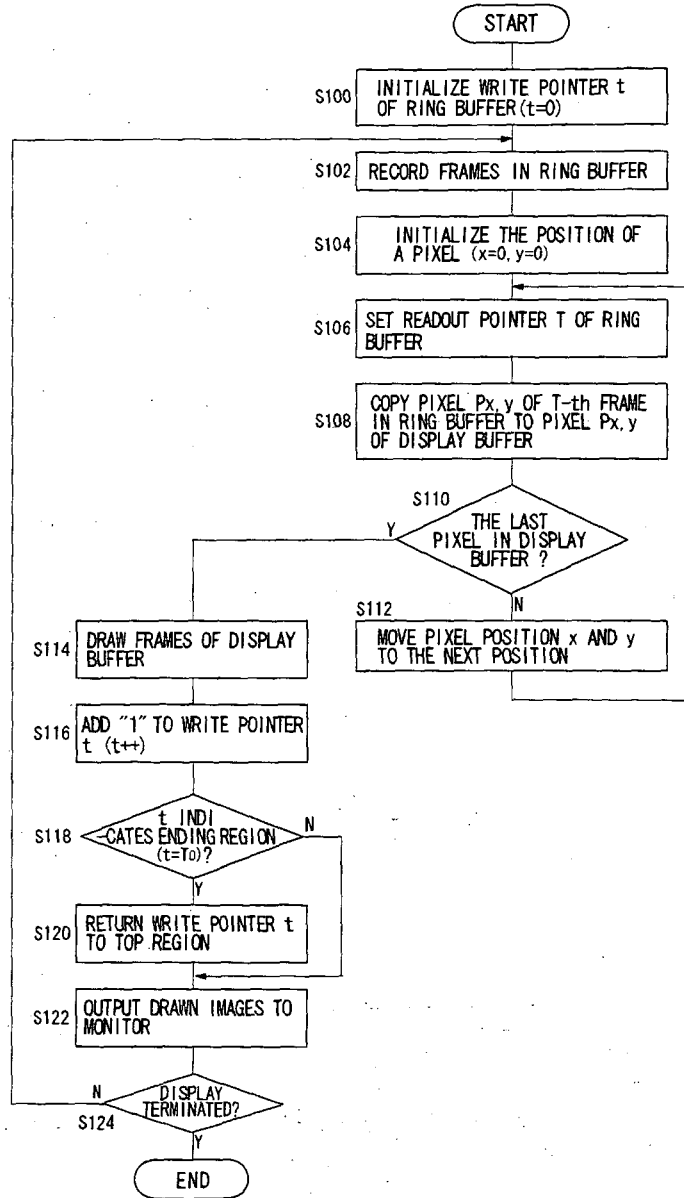 START
S100
INITIALIZE WRITE POINTER t
OF RING BUFFER(t=0)
S102
RECORD FRAMES IN RING BUFFER
S104
INITIALIZE THE POSITION OF
A PIXEL (x=0, y=0)
S106
SET READOUT POINTER T OF RING
BUFFER
S108
COPY PIXEL Px, y OF T-th FRAME
IN RING BUFFER TO PIXEL Px, y
OF DISPLAY BUFFER
S110
THE LAST
PIXEL IN DISPLAY
BUFFER ?
Y
N
S112
MOVE PIXEL POSITION x AND y
TO THE NEXT POSITION
S114
DRAW FRAMES OF DISPLAY
BUFFER
S116
ADD "1" TO WRITE POINTER
t (t++)
S118
t INDI
-CATES ENDING REGION
(t=T0)?
N
Y
S120
RETURN WRITE POINTER t
TO TOP REGION
S122
OUTPUT DRAWN IMAGES TO
MONITOR
N
DISPLAY
TERMINATED?
S124
Y
END